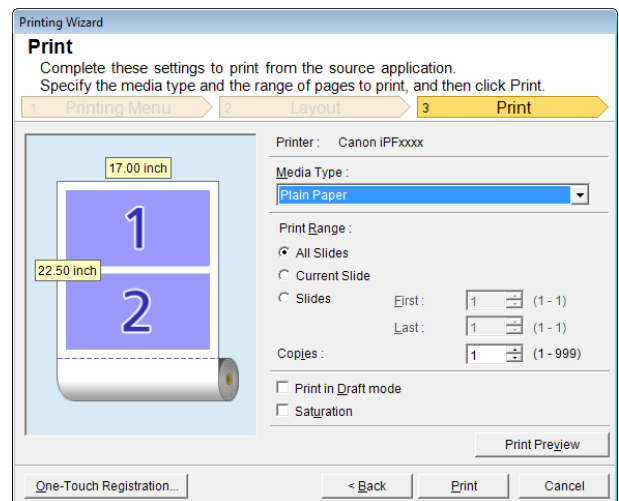 Printing Wizard
Print
Complete these settings to print from the source application.
Specify the media type and the range of pages to print, and then click Print.
1 Printing Menu 2 Layout 3 Print
Printer : Canon iPFxxxx
17.00 inch
Media Type :
Plain Paper
1
Print Range :
All Slides
22.50 inch
Current Slide
2
Slides First : 1 (1 - 1)
Last : 1 (1 - 1)
Copies : 1 (1 - 999)
Print in Draft mode
Saturation
Print Preview
One-Touch Registration... < Back Print Cancel